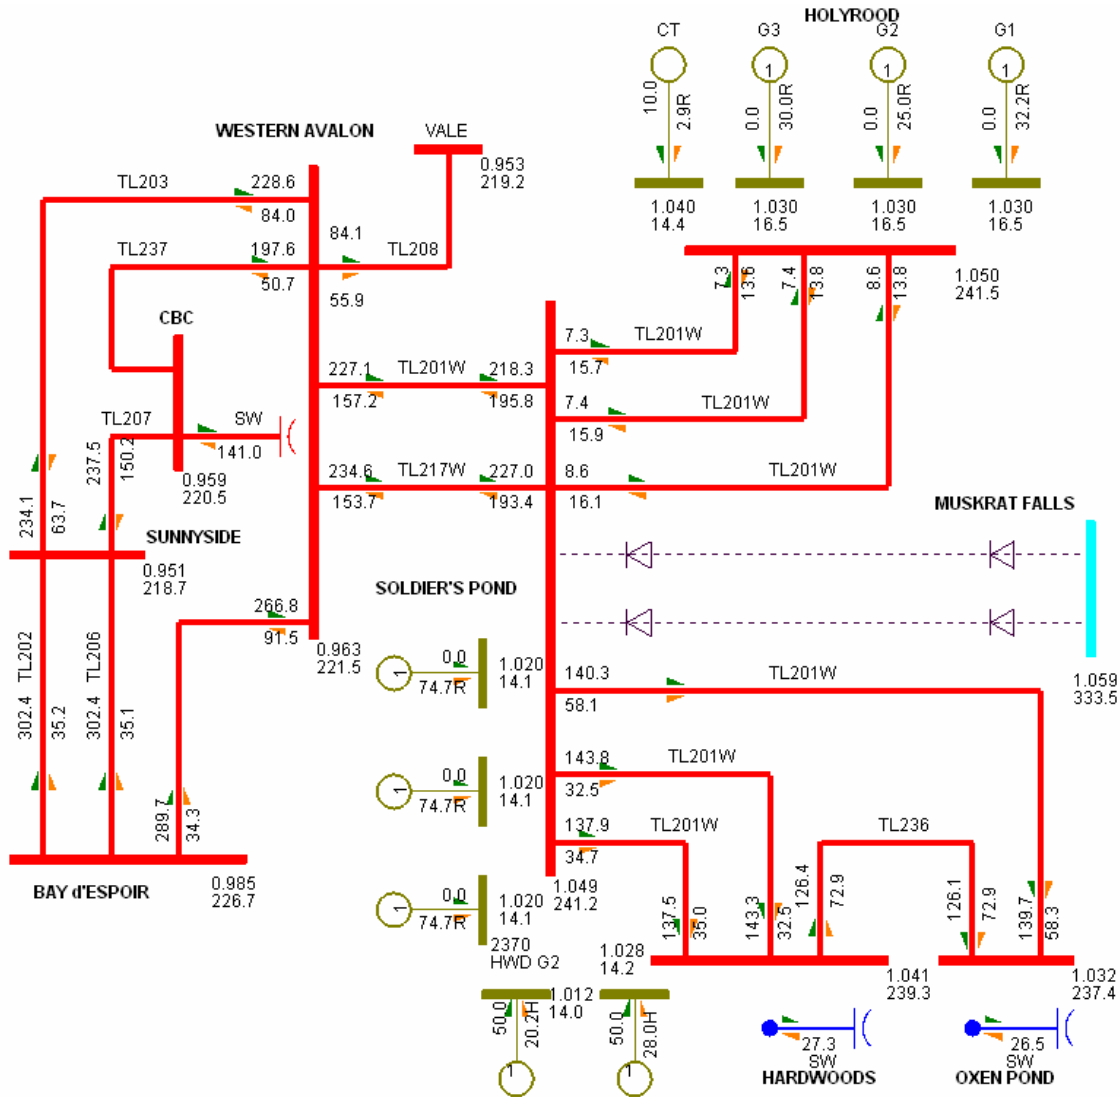 HOLYROOD
CT G3 G2 G1
1 1 1
10.0 2.9R 0.0 30.0R 0.0 25.0R 0.0 32.2R
1.040 1.030 1.030 1.030
14.4 16.5 16.5 16.5
WESTERN AVALON
VALE
0.953
219.2
TL203 228.6
84.0
84.1
TL237 197.6 TL208
50.7 55.9
7.3 13.6 7.4 13.8 8.6 13.8
1.050
241.5
CBC
7.3 TL201W
15.7
227.1 TL201W 218.3
157.2 195.8
7.4 TL201W
15.9
TL207 SW
237.5 150.2 141.0
0.959
220.5
234.6 TL217W 227.0 8.6 TL201W
153.7 193.4 16.1
234.1 63.7
SUNNYSIDE
0.951
218.7
MUSKRAT FALLS
SOLDIER'S POND
266.8
91.5
0.963
221.5
302.4 TL202 35.2 302.4 TL206 35.1
289.7 34.3
1 0.0 1.020
74.7R 14.1
140.3 TL201W
58.1
1.059
333.5
1 0.0 1.020
74.7R 14.1
143.8 TL201W
32.5
137.9 TL201W TL236
34.7
BAY d'ESPOIR
0.985
226.7
1 0.0 1.020
74.7R 14.1
1.049
241.2
137.5 35.0 143.3 32.5 126.4 72.9 126.1 72.9 139.7 58.3
2370
HWD G2
1.028
14.2
1.041
239.3
1.032
237.4
1.012
14.0
50.0 20.2H 50.0 28.0H
1 1
27.3 26.5
SW SW
HARDWOODS OXEN POND